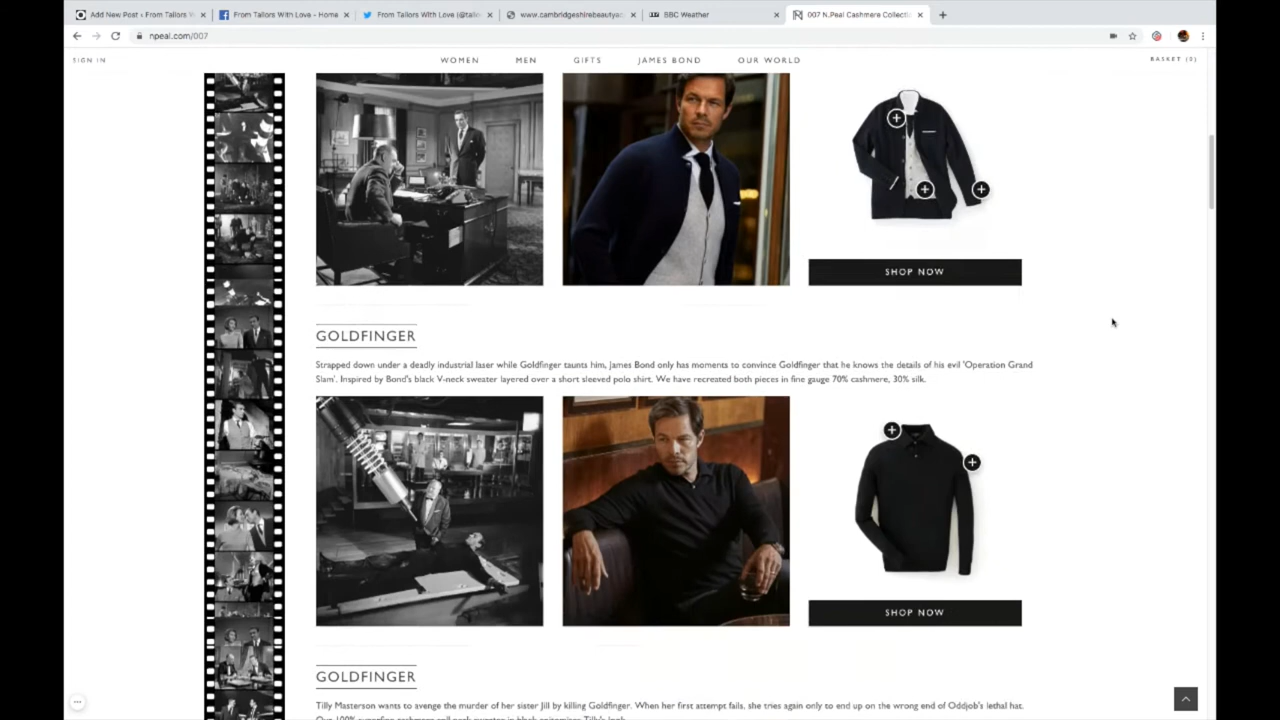 Add New Post ‹ From Tailors W
From Tailors With Love - Home
From Tailors With Love (@tailo
www.cambridgeshirebeautyac
BBC Weather
007 N.Peal Cashmere Collecti
npeal.com/007
SIGN IN
WOMEN
MEN
GIFTS
JAMES BOND
OUR WORLD
BASKET (0)
SHOP NOW
GOLDFINGER
Strapped down under a deadly industrial laser while Goldfinger taunts him, James Bond only has moments to convince Goldfinger that he knows the details of his evil 'Operation Grand
Slam'. Inspired by Bond's black V-neck sweater layered over a short sleeved polo shirt. We have recreated both pieces in fine gauge 70% cashmere, 30% silk.
SHOP NOW
GOLDFINGER
Tilly Masterson wants to avenge the murder of her sister Jill by killing Goldfinger. When her first attempt fails, she tries again only to end up on the wrong end of Oddjob's lethal hat.